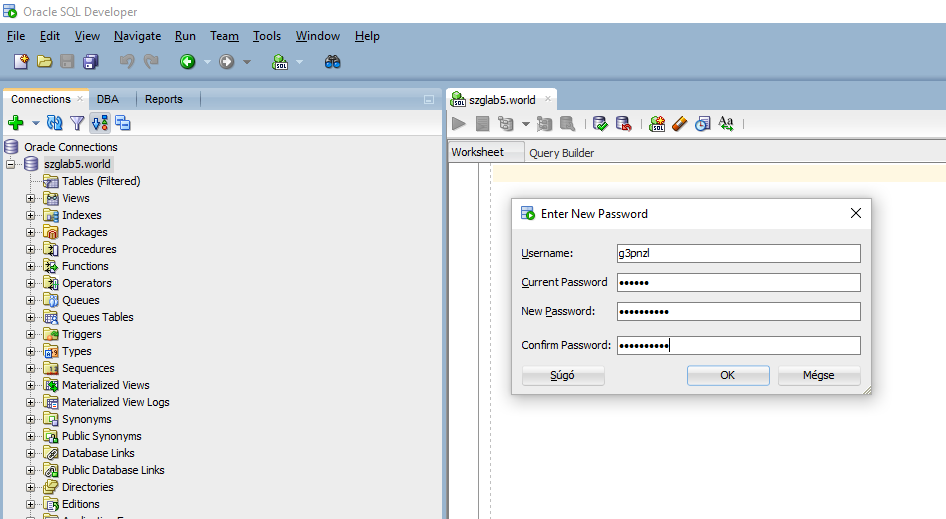 Oracle SQL Developer
File Edit View Navigate Run Team Tools Window Help
Connections DBA Reports
Oracle Connections
szglab5.world
Tables (Filtered)
Views
Indexes
Packages
Procedures
Functions
Operators
Queues
Queues Tables
Triggers
Types
Sequences
Materialized Views
Materialized View Logs
Synonyms
Public Synonyms
Database Links
Public Database Links
Directories
Editions
szglab5.world
Worksheet Query Builder
Enter New Password
Username: g3pnzl
Current Password ••••••
New Password: ••••••••••
Confirm Password: ••••••••••
Súgó OK Mégse